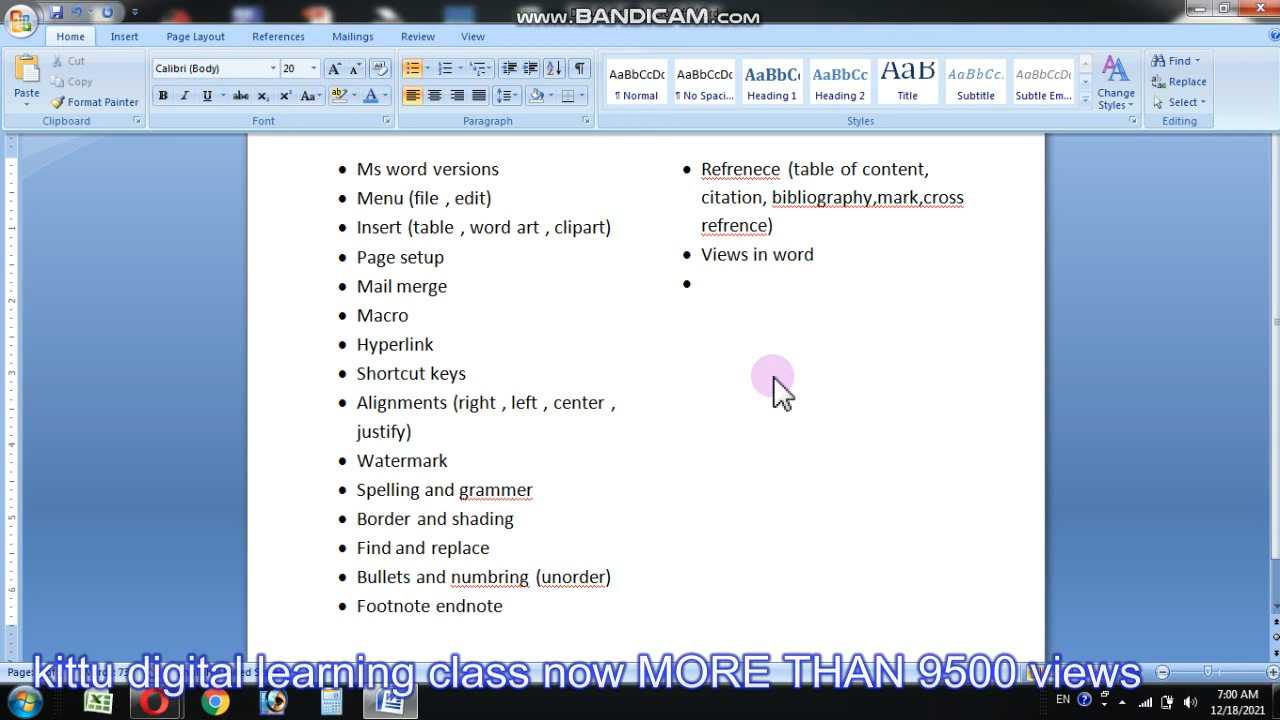 www.BANDICAM.com
Home Insert Page Layout References Mailings Review View
Paste
Cut
Copy
Format Painter
Clipboard
Calibri (Body) 20
Font
Paragraph
AaBbCcDc AaBbCcDc AaBbC AaBbCc AaB AaBbCc. AaBbCcDc
¶ Normal ¶ No Spaci... Heading 1 Heading 2 Title Subtitle Subtle Em...
Change Styles
Styles
Find
Replace
Select
Editing
• Ms word versions
• Menu (file , edit)
• Insert (table , word art , clipart)
• Page setup
• Mail merge
• Macro
• Hyperlink
• Shortcut keys
• Alignments (right , left , center ,
justify)
• Watermark
• Spelling and grammer
• Border and shading
• Find and replace
• Bullets and numbring (unorder)
• Footnote endnote
• Refrenece (table of content,
citation, bibliography,mark,cross
refrence)
• Views in word
•
kittu digital learning class now MORE THAN 9500 views
EN
7:00 AM
12/18/2021